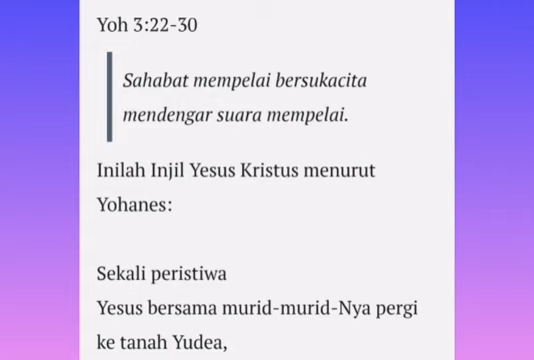 Yoh 3:22-30
Sahabat mempelai bersukacita
mendengar suara mempelai.
Inilah Injil Yesus Kristus menurut
Yohanes:
Sekali peristiwa
Yesus bersama murid-murid-Nya pergi
ke tanah Yudea,